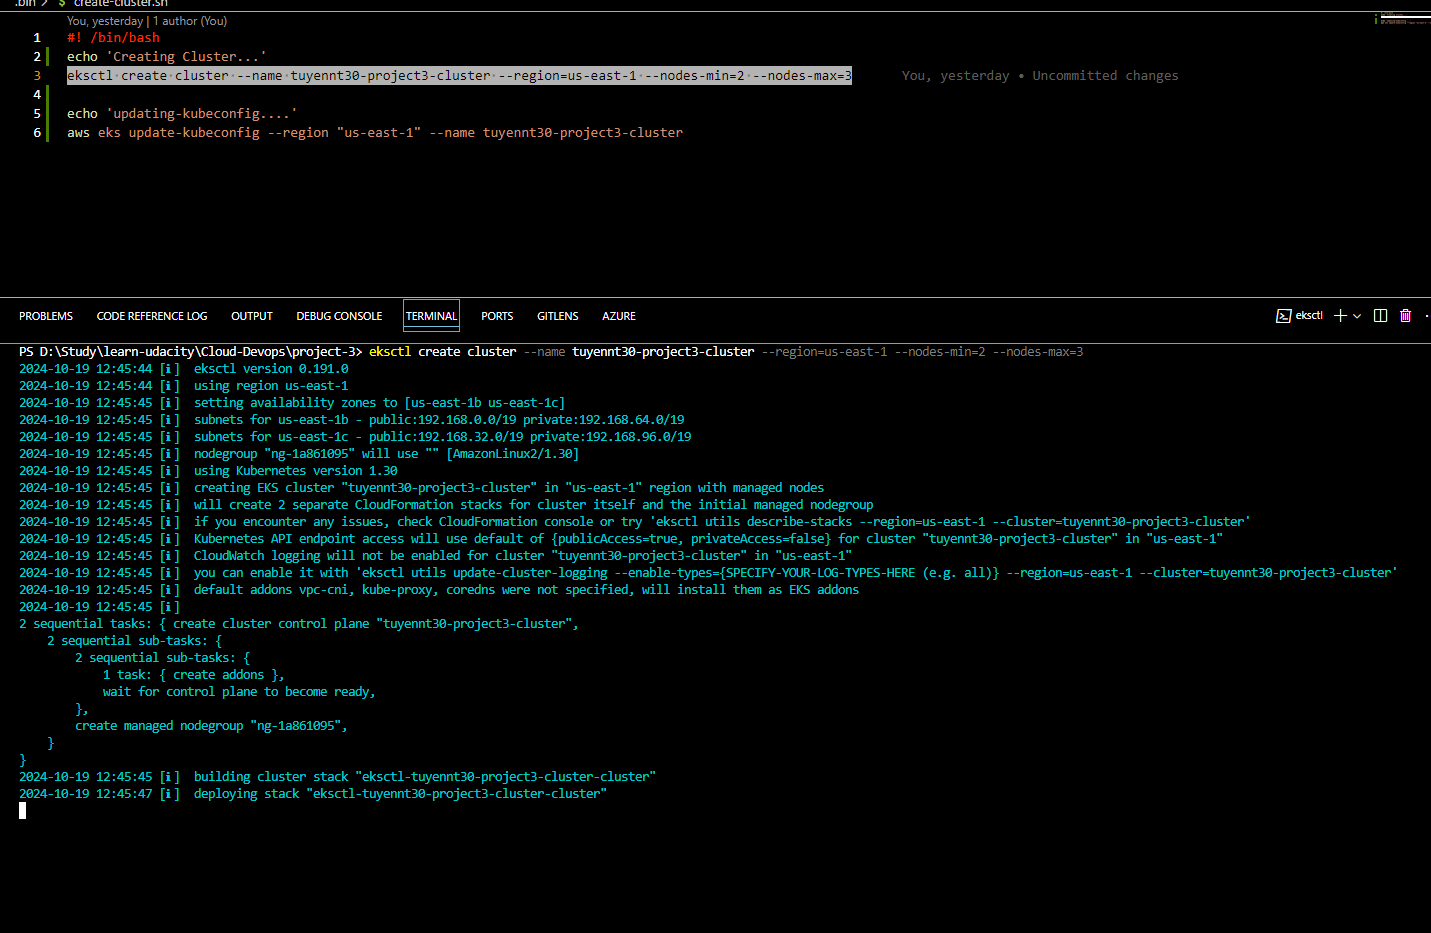 .bin > $ create-cluster.sh
You, yesterday | 1 author (You)
1 #! /bin/bash
2 echo 'Creating Cluster...'
3 eksctl create cluster --name tuyennt30-project3-cluster --region=us-east-1 --nodes-min=2 --nodes-max=3 You, yesterday • Uncommitted changes
4
5 echo 'updating-kubeconfig....'
6 aws eks update-kubeconfig --region "us-east-1" --name tuyennt30-project3-cluster
PROBLEMS CODE REFERENCE LOG OUTPUT DEBUG CONSOLE TERMINAL PORTS GITLENS AZURE eksctl
PS D:\Study\learn-udacity\Cloud-Devops\project-3> eksctl create cluster --name tuyennt30-project3-cluster --region=us-east-1 --nodes-min=2 --nodes-max=3
2024-10-19 12:45:44 [ℹ]  eksctl version 0.191.0
2024-10-19 12:45:44 [ℹ]  using region us-east-1
2024-10-19 12:45:45 [ℹ]  setting availability zones to [us-east-1b us-east-1c]
2024-10-19 12:45:45 [ℹ]  subnets for us-east-1b - public:192.168.0.0/19 private:192.168.64.0/19
2024-10-19 12:45:45 [ℹ]  subnets for us-east-1c - public:192.168.32.0/19 private:192.168.96.0/19
2024-10-19 12:45:45 [ℹ]  nodegroup "ng-1a861095" will use "" [AmazonLinux2/1.30]
2024-10-19 12:45:45 [ℹ]  using Kubernetes version 1.30
2024-10-19 12:45:45 [ℹ]  creating EKS cluster "tuyennt30-project3-cluster" in "us-east-1" region with managed nodes
2024-10-19 12:45:45 [ℹ]  will create 2 separate CloudFormation stacks for cluster itself and the initial managed nodegroup
2024-10-19 12:45:45 [ℹ]  if you encounter any issues, check CloudFormation console or try 'eksctl utils describe-stacks --region=us-east-1 --cluster=tuyennt30-project3-cluster'
2024-10-19 12:45:45 [ℹ]  Kubernetes API endpoint access will use default of {publicAccess=true, privateAccess=false} for cluster "tuyennt30-project3-cluster" in "us-east-1"
2024-10-19 12:45:45 [ℹ]  CloudWatch logging will not be enabled for cluster "tuyennt30-project3-cluster" in "us-east-1"
2024-10-19 12:45:45 [ℹ]  you can enable it with 'eksctl utils update-cluster-logging --enable-types={SPECIFY-YOUR-LOG-TYPES-HERE (e.g. all)} --region=us-east-1 --cluster=tuyennt30-project3-cluster'
2024-10-19 12:45:45 [ℹ]  default addons vpc-cni, kube-proxy, coredns were not specified, will install them as EKS addons
2024-10-19 12:45:45 [ℹ]
2 sequential tasks: { create cluster control plane "tuyennt30-project3-cluster",
    2 sequential sub-tasks: {
        2 sequential sub-tasks: {
            1 task: { create addons },
            wait for control plane to become ready,
        },
        create managed nodegroup "ng-1a861095",
    }
}
2024-10-19 12:45:45 [ℹ]  building cluster stack "eksctl-tuyennt30-project3-cluster-cluster"
2024-10-19 12:45:47 [ℹ]  deploying stack "eksctl-tuyennt30-project3-cluster-cluster"